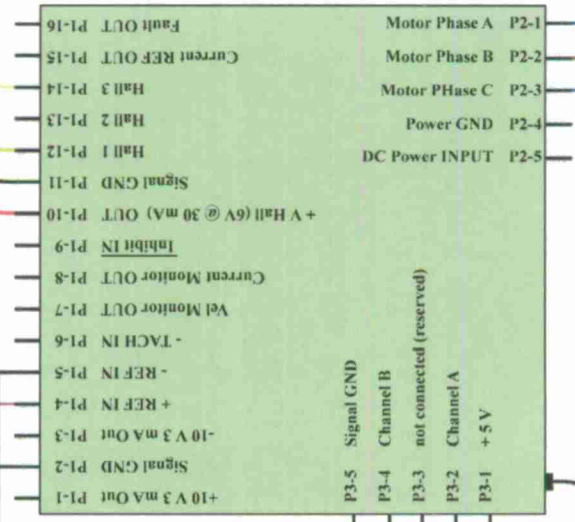 P1-16 Fault OUT
P1-15 Current REF OUT
P1-14 Hall 3
P1-13 Hall 2
P1-12 Hall 1
P1-11 Signal GND
P1-10 + V Hall (6V @ 30 mA) OUT
P1-9 Inhibit IN
P1-8 Current Monitor OUT
P1-7 Vel Monitor OUT
P1-6 - TACH IN
P1-5 - REF IN
P1-4 + REF IN
P1-3 -10 V 3 mA Out
P1-2 Signal GND
P1-1 +10 V 3 mA Out
Motor Phase A P2-1
Motor Phase B P2-2
Motor PHase C P2-3
Power GND P2-4
DC Power INPUT P2-5
P3-5 Signal GND
P3-4 Channel B
P3-3 not connected (reserved)
P3-2 Channel A
P3-1 + 5 V